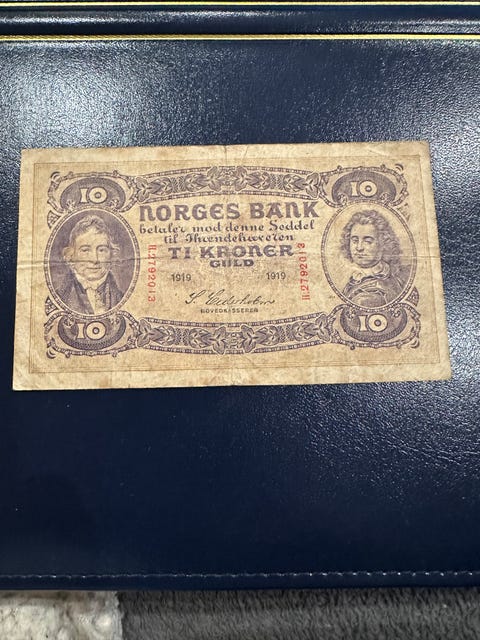 10 10
NORGES BANK
betaler mod denne Seddel
til Ihændehaveren
TI KRONER
GULD
1919 1919
HOVEDKASSERER
H.2792013
H.2792013
10 10